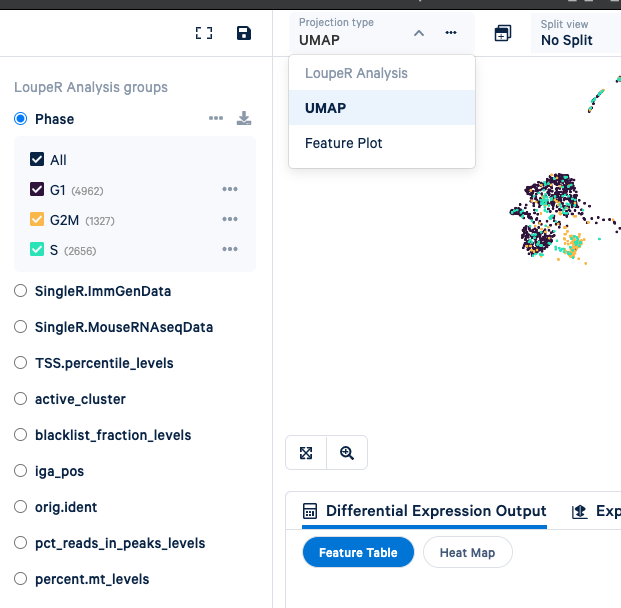 Projection type
UMAP
Split view
No Split
LoupeR Analysis
UMAP
Feature Plot
LoupeR Analysis groups
Phase
All
G1 (4962)
G2M (1327)
S (2656)
SingleR.ImmGenData
SingleR.MouseRNAseqData
TSS.percentile_levels
active_cluster
blacklist_fraction_levels
iga_pos
orig.ident
pct_reads_in_peaks_levels
percent.mt_levels
Differential Expression Output
Exp
Feature Table
Heat Map